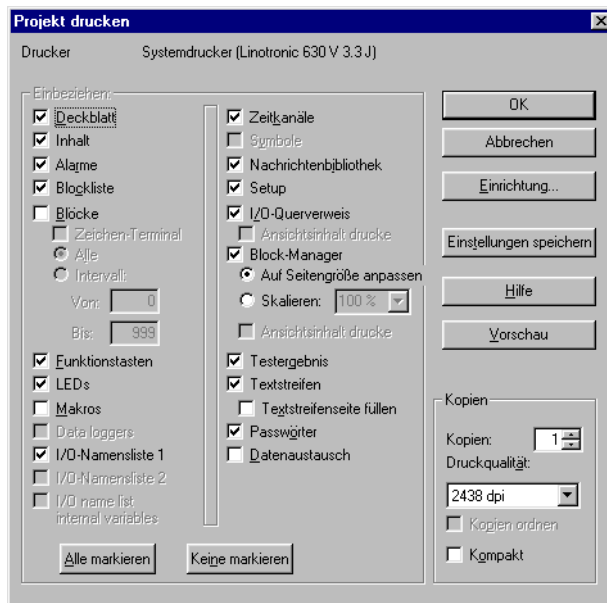 Projekt drucken
Drucker Systemdrucker (Linotronic 630 V 3.3 J)
Einbeziehen:
Deckblatt
Inhalt
Alarme
Blockliste
Blöcke
Zeichen-Terminal
Alle
Intervall:
Von: 0
Bis: 999
Funktionstasten
LEDs
Makros
Data loggers
I/O-Namensliste 1
I/O-Namensliste 2
I/O name list
internal variables
Zeitkanäle
Symbole
Nachrichtenbibliothek
Setup
I/O-Querverweis
Ansichtsinhalt drucke
Block-Manager
Auf Seitengröße anpassen
Skalieren: 100 %
Ansichtsinhalt drucke
Testergebnis
Textstreifen
Textstreifenseite füllen
Passwörter
Datenaustausch
Alle markieren Keine markieren
OK
Abbrechen
Einrichtung...
Einstellungen speichern
Hilfe
Vorschau
Kopien
Kopien: 1
Druckqualität:
2438 dpi
Kopien ordnen
Kompakt